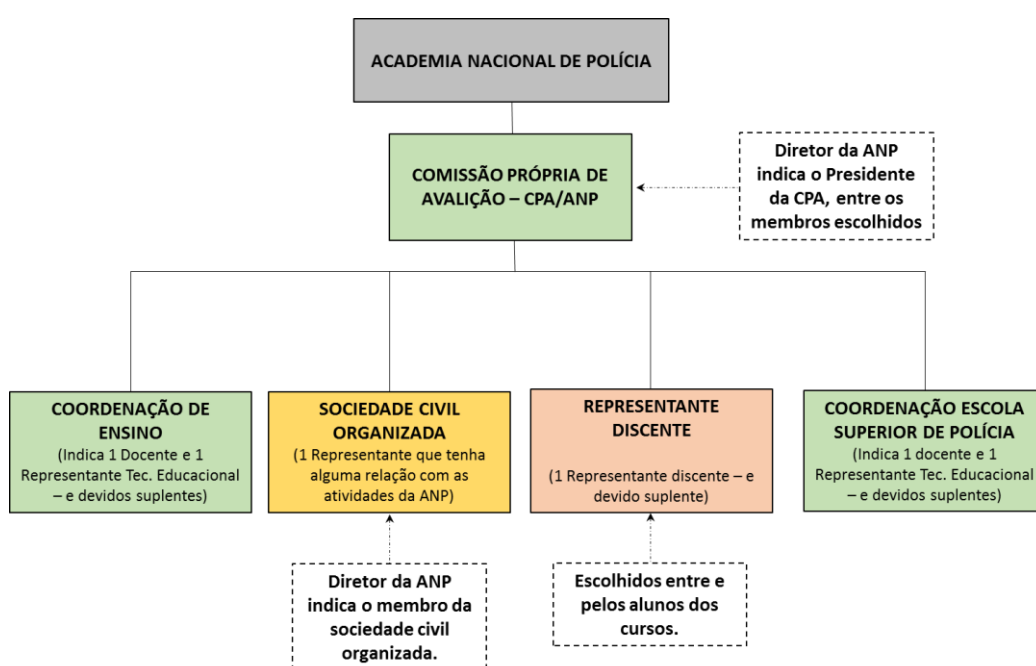 ACADEMIA NACIONAL DE POLÍCIA
COMISSÃO PRÓPRIA DE
AVALIÇÃO – CPA/ANP
Diretor da ANP
indica o Presidente
da CPA, entre os
membros escolhidos
COORDENAÇÃO DE
ENSINO
(Indica 1 Docente e 1
Representante Tec. Educacional
– e devidos suplentes)
SOCIEDADE CIVIL
ORGANIZADA
(1 Representante que tenha
alguma relação com as
atividades da ANP)
REPRESENTANTE
DISCENTE
(1 Representante discente – e
devido suplente)
COORDENAÇÃO ESCOLA
SUPERIOR DE POLÍCIA
(Indica 1 docente e 1
Representante Tec. Educacional
– e devidos suplentes)
Diretor da ANP
indica o membro da
sociedade civil
organizada.
Escolhidos entre e
pelos alunos dos
cursos.